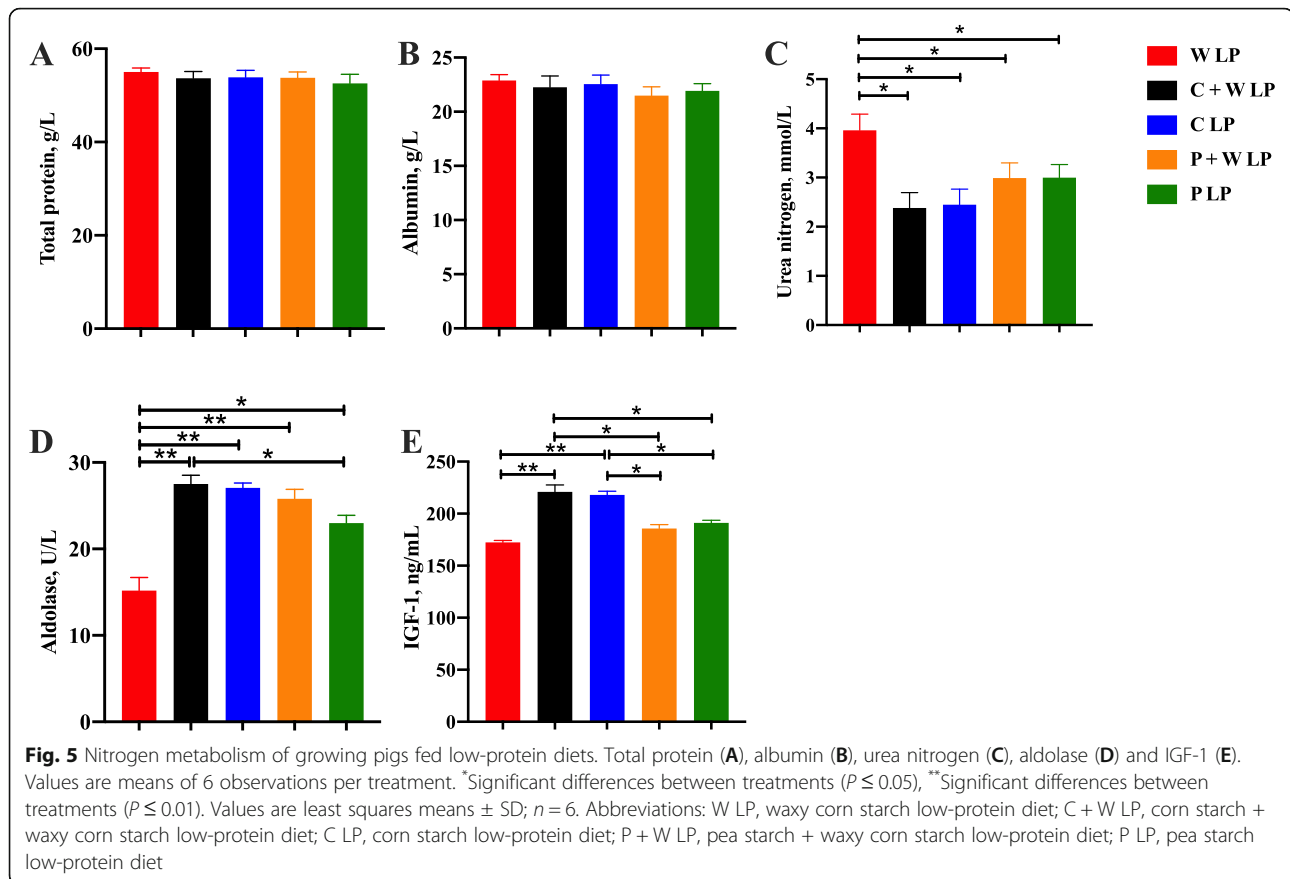 A
Total protein, g/L
60
40
20
0
B
Albumin, g/L
25
20
15
10
5
0
C
Urea nitrogen, mmol/L
5
4
3
2
1
0
*
*
*
*
W LP
C + W LP
C LP
P + W LP
P LP
D
Aldolase, U/L
30
20
10
0
*
**
**
**
*
E
IGF-1, ng/mL
250
200
150
100
50
0
*
*
**
*
**
*
Fig. 5 Nitrogen metabolism of growing pigs fed low-protein diets. Total protein (A), albumin (B), urea nitrogen (C), aldolase (D) and IGF-1 (E).
Values are means of 6 observations per treatment. *Significant differences between treatments (P ≤ 0.05), **Significant differences between
treatments (P ≤ 0.01). Values are least squares means ± SD; n = 6. Abbreviations: W LP, waxy corn starch low-protein diet; C + W LP, corn starch +
waxy corn starch low-protein diet; C LP, corn starch low-protein diet; P + W LP, pea starch + waxy corn starch low-protein diet; P LP, pea starch
low-protein diet